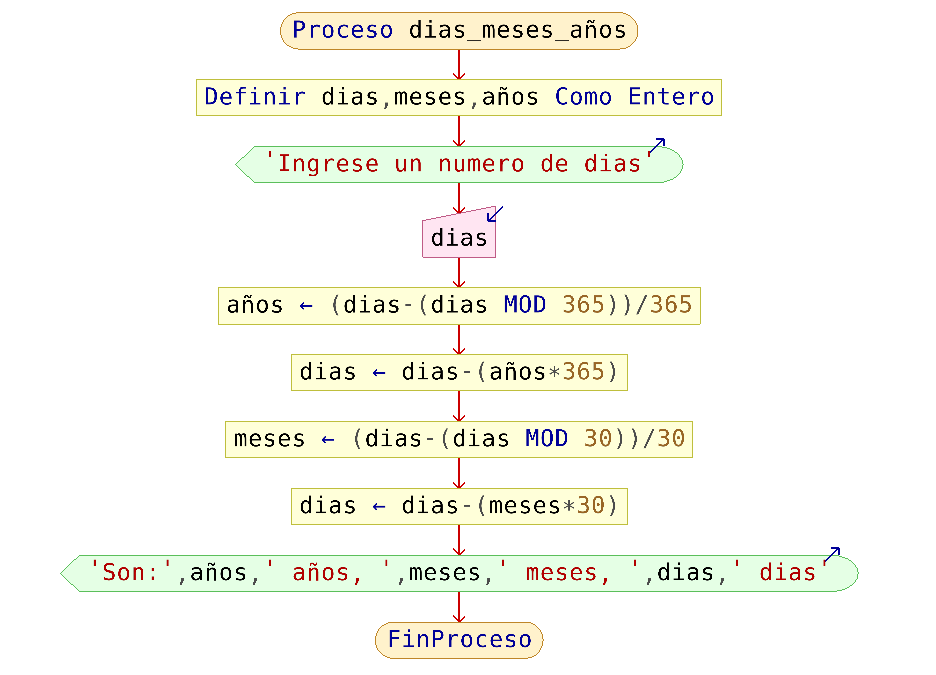 Proceso dias_meses_años
Definir dias,meses,años Como Entero
'Ingrese un numero de dias'
dias
años ← (dias-(dias MOD 365))/365
dias ← dias-(años*365)
meses ← (dias-(dias MOD 30))/30
dias ← dias-(meses*30)
'Son:',años,' años, ',meses,' meses, ',dias,' dias'
FinProceso